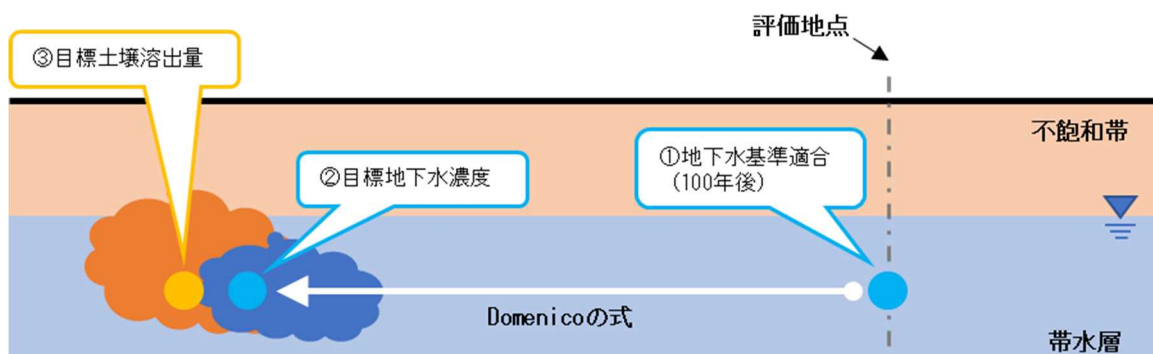 評価地点
③目標土壌溶出量
不飽和帯
①地下水基準適合
(100年後)
②目標地下水濃度
Domenicoの式
帯水層